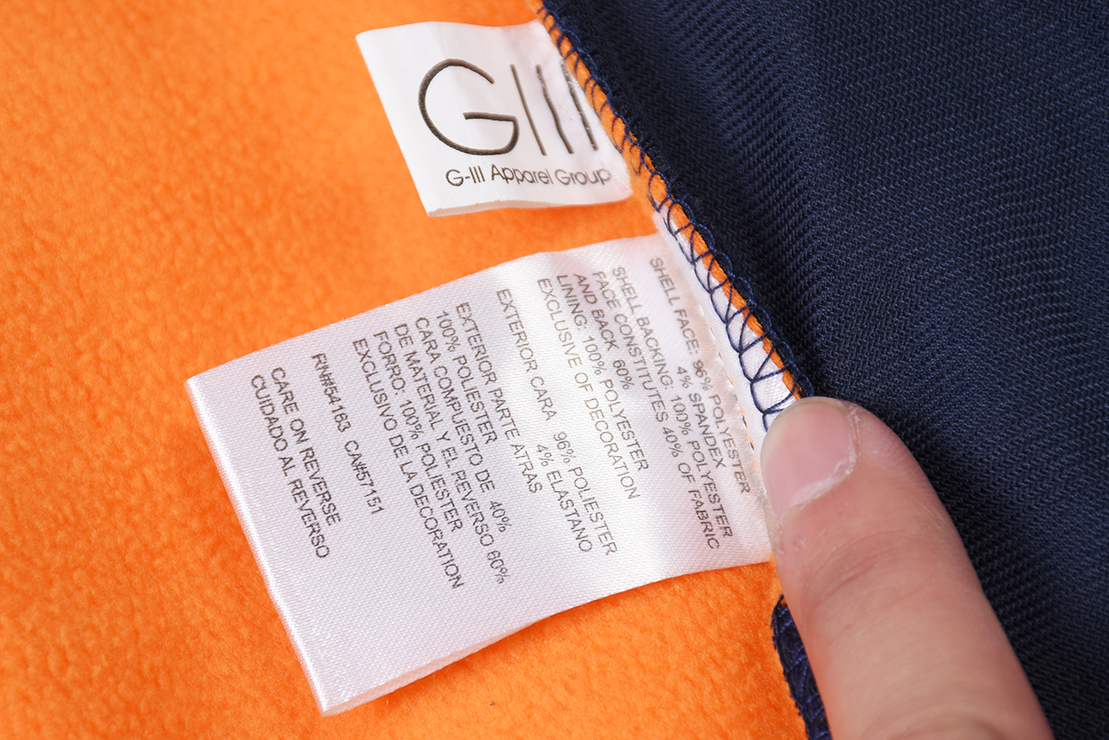 GIII
G-III Apparel Group
SHELL FACE: 96% POLYESTER
4% SPANDEX
SHELL BACKING: 100% POLYESTER
FACE CONSTITUTES 40% OF FABRIC
AND BACK 60%
LINING: 100% POLYESTER
EXCLUSIVE OF DECORATION
EXTERIOR CARA 96% POLIESTER
4% ELASTANO
EXTERIOR PARTE ATRAS
100% POLIESTER
CARA COMPUESTO DE 40%
DE MATERIAL Y EL REVERSO 60%
FORRO: 100% POLIESTER
EXCLUSIVO DE LA DECORATION
RN#54163 CA#57151
CARE ON REVERSE
CUIDADO AL REVERSO